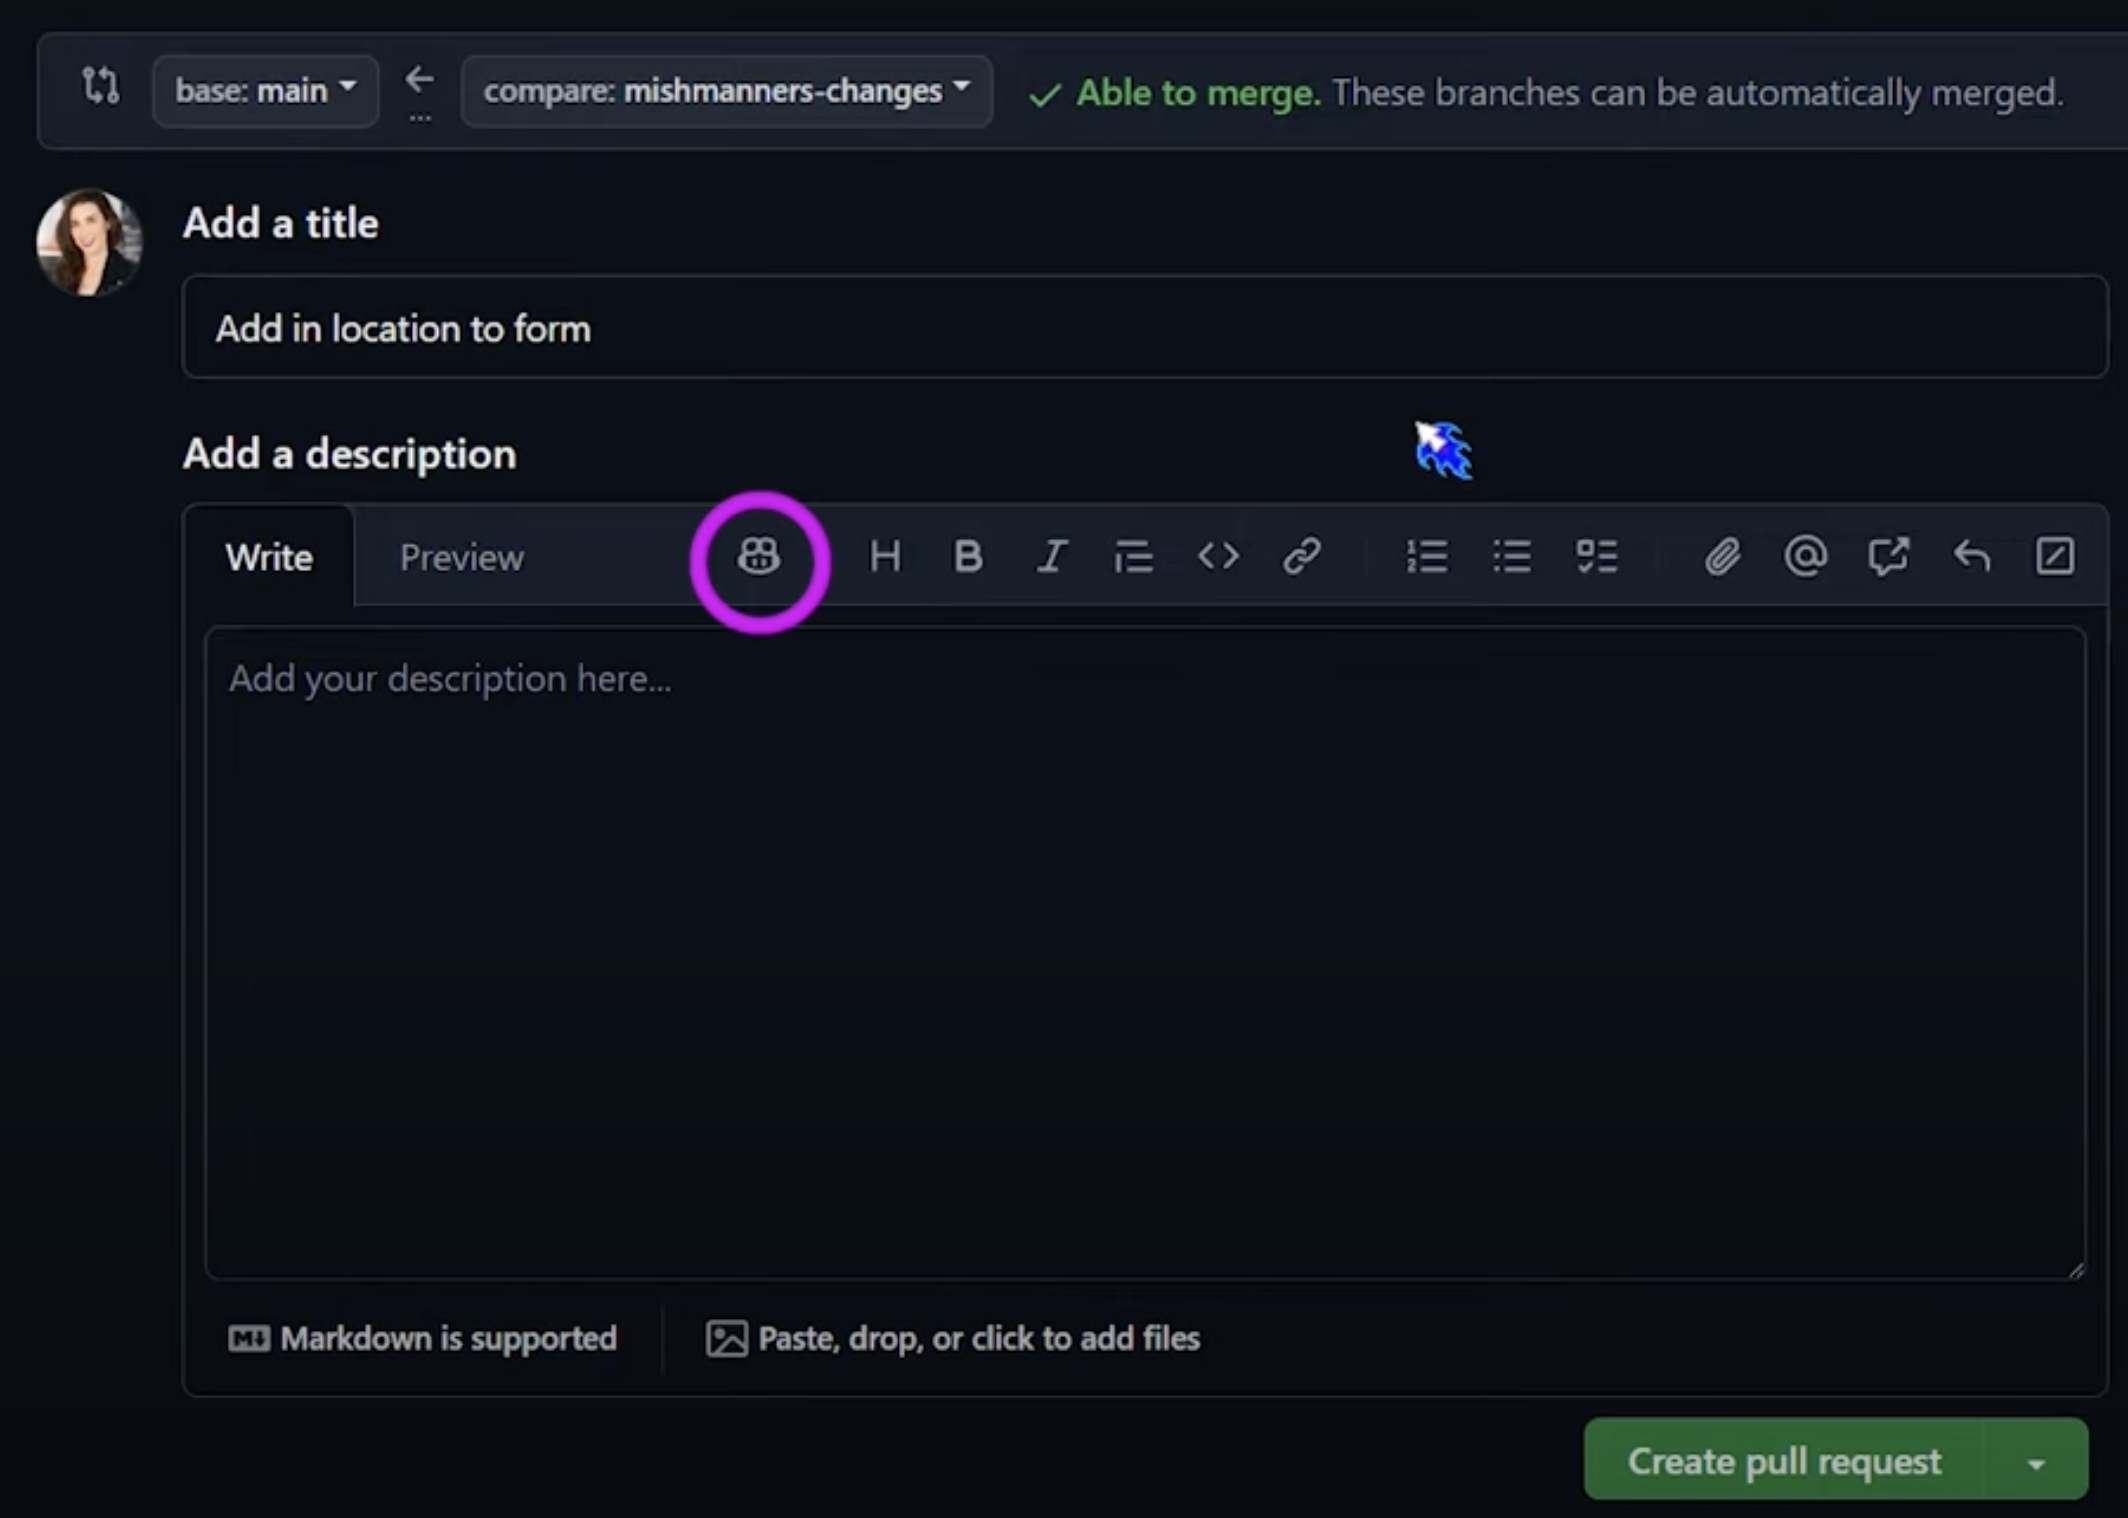 base: main
...
compare: mishmanners-changes
Able to merge. These branches can be automatically merged.
Add a title
Add in location to form
Add a description
Write
Preview
H B I
Add your description here...
Markdown is supported
Paste, drop, or click to add files
Create pull request